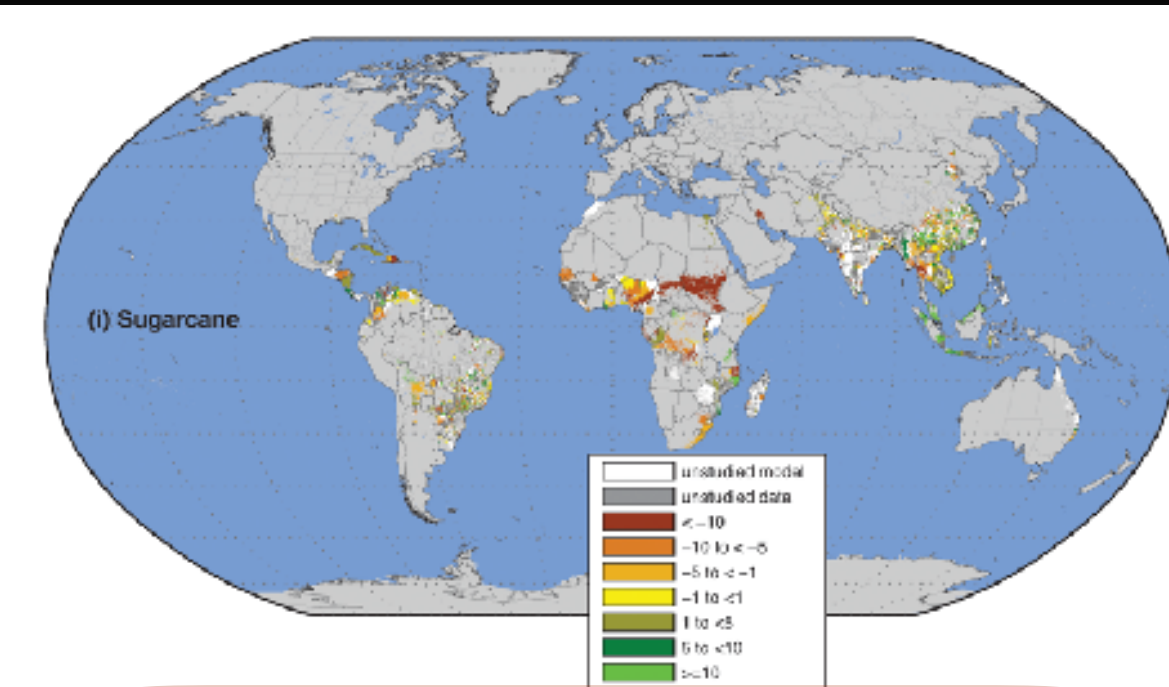 (i) Sugarcane
unstudied model
unstudied data
< −10
−10 to < −5
−5 to < −1
−1 to <1
1 to <5
5 to <10
>=10